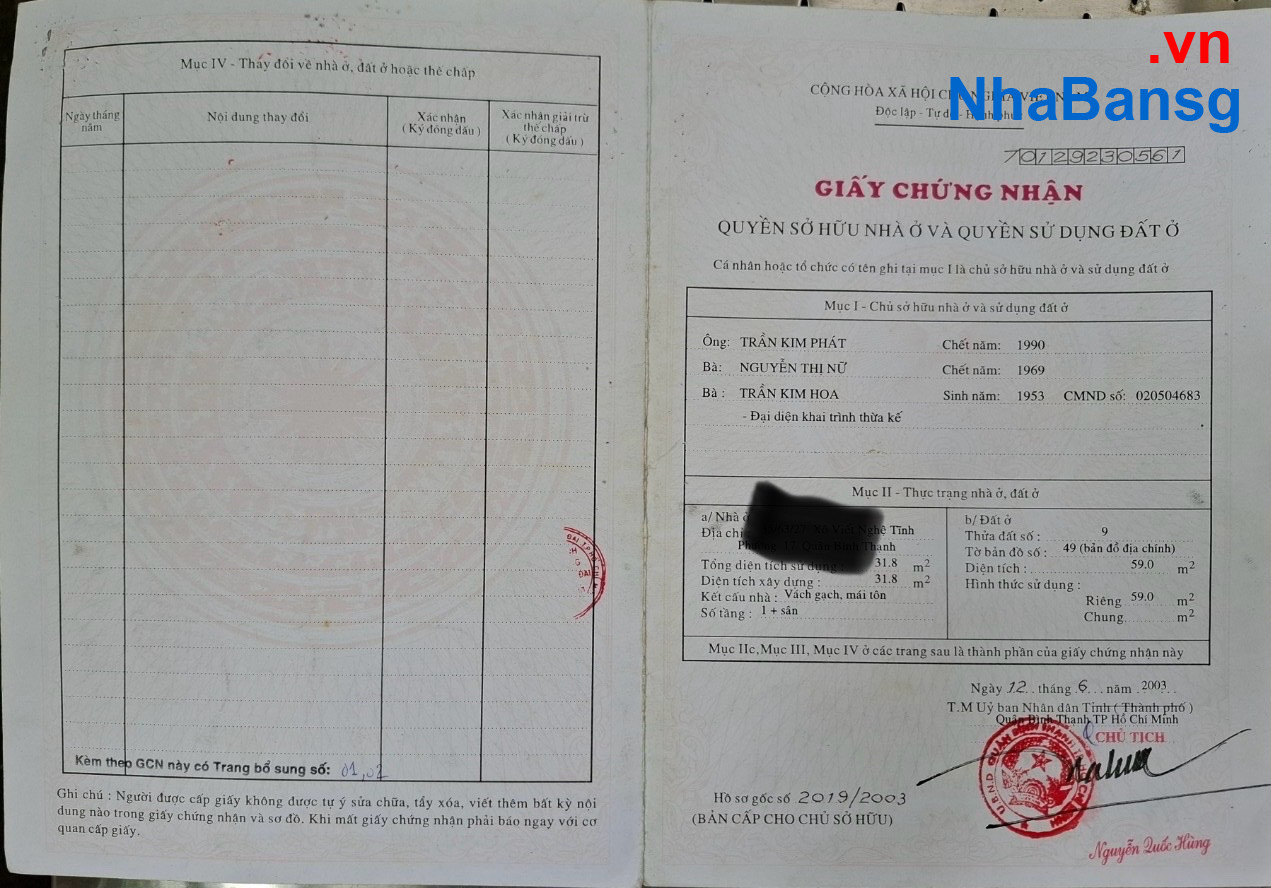 Mục IV - Thay đổi về nhà ở, đất ở hoặc thế chấp
Ngày tháng năm
Nội dung thay đổi
Xác nhận
( Ký đóng dấu )
Xác nhận giải trừ thế chấp
( Ký đóng dấu )
Kèm theo GCN này có Trang bổ sung số: 01,02
Ghi chú : Người được cấp giấy không được tự ý sửa chữa, tẩy xóa, viết thêm bất kỳ nội
dung nào trong giấy chứng nhận và sơ đồ. Khi mất giấy chứng nhận phải báo ngay với cơ
quan cấp giấy.
.vn
NhaBansg
CỘNG HÒA XÃ HỘI
Độc lập - Tự
70129230561
GIẤY CHỨNG NHẬN
QUYỀN SỞ HỮU NHÀ Ở VÀ QUYỀN SỬ DỤNG ĐẤT Ở
Cá nhân hoặc tổ chức có tên ghi tại mục I là chủ sở hữu nhà ở và sử dụng đất ở
Mục I - Chủ sở hữu nhà ở và sử dụng đất ở
Ông: TRẦN KIM PHÁT Chết năm: 1990
Bà: NGUYỄN THỊ NỮ Chết năm: 1969
Bà : TRẦN KIM HOA Sinh năm: 1953 CMND số: 020504683
- Đại diện khai trình thừa kế
Mục II - Thực trạng nhà ở, đất ở
a/ Nhà ở
Địa chỉ Xô Viết Nghệ Tĩnh
Thạnh
Tổng diện tích sử dụng 31.8 m2
Diện tích xây dựng : 31.8 m2
Kết cấu nhà : Vách gạch, mái tôn
Số tầng : 1 + sân
b/ Đất ở
Thửa đất số : 9
Tờ bản đồ số : 49 (bản đồ địa chính)
Diện tích : 59.0 m2
Hình thức sử dụng :
Riêng 59.0 m2
Chung m2
Mục IIc,Mục III, Mục IV ở các trang sau là thành phần của giấy chứng nhận này
Ngày 12 tháng 6 năm 2003
T.M Uỷ ban Nhân dân Tỉnh ( Thành phố )
Quận Bình Thạnh TP Hồ Chí Minh
CHỦ TỊCH
Hồ sơ gốc số 2019/2003
(BẢN CẤP CHO CHỦ SỞ HỮU)
Nguyễn Quốc Hùng